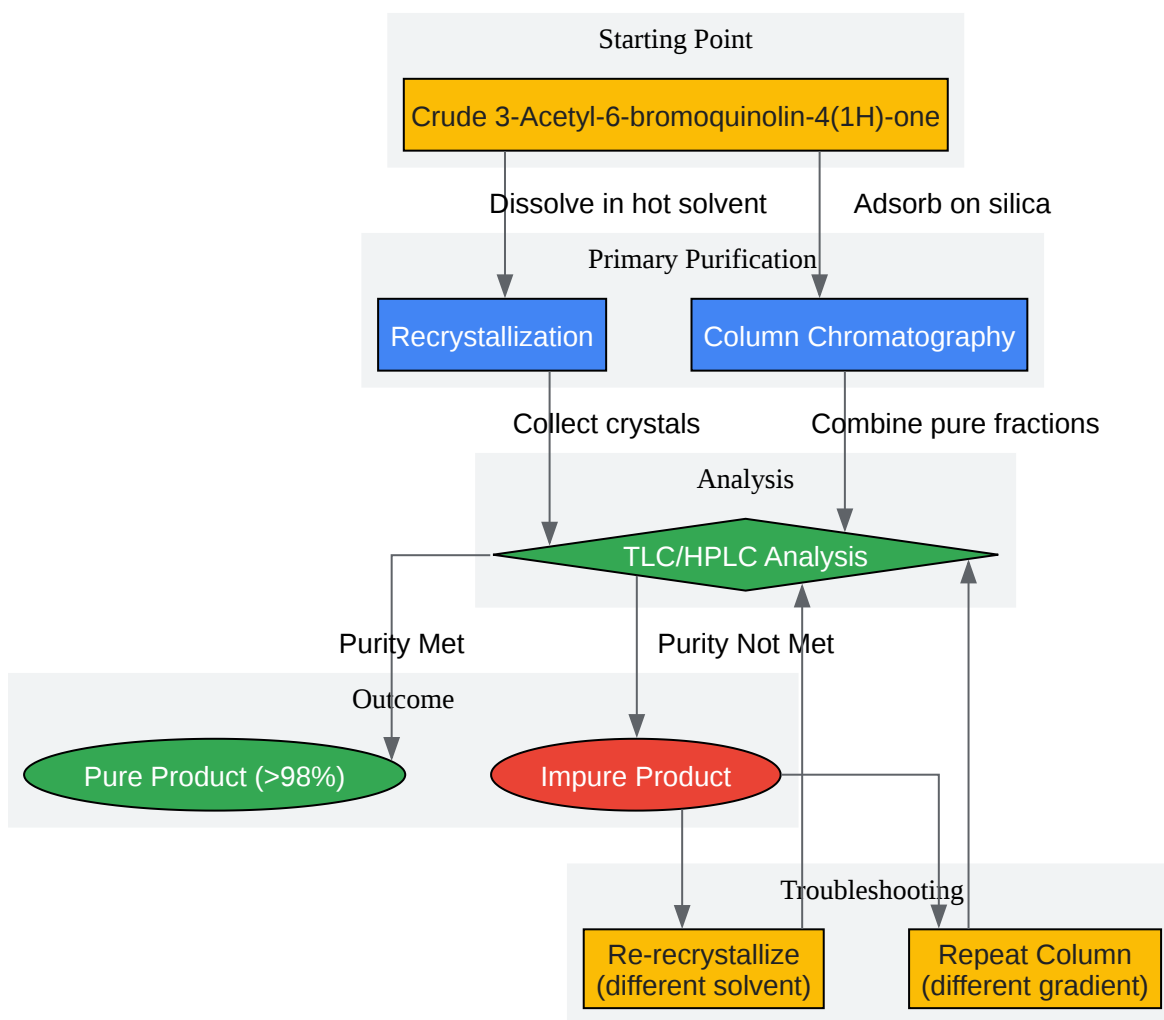 Starting Point
Crude 3-Acetyl-6-bromoquinolin-4(1H)-one
Dissolve in hot solvent
Adsorb on silica
Primary Purification
Recrystallization
Column Chromatography
Collect crystals
Combine pure fractions
Analysis
TLC/HPLC Analysis
Purity Met
Purity Not Met
Outcome
Pure Product (>98%)
Impure Product
Troubleshooting
Re-recrystallize
(different solvent)
Repeat Column
(different gradient)